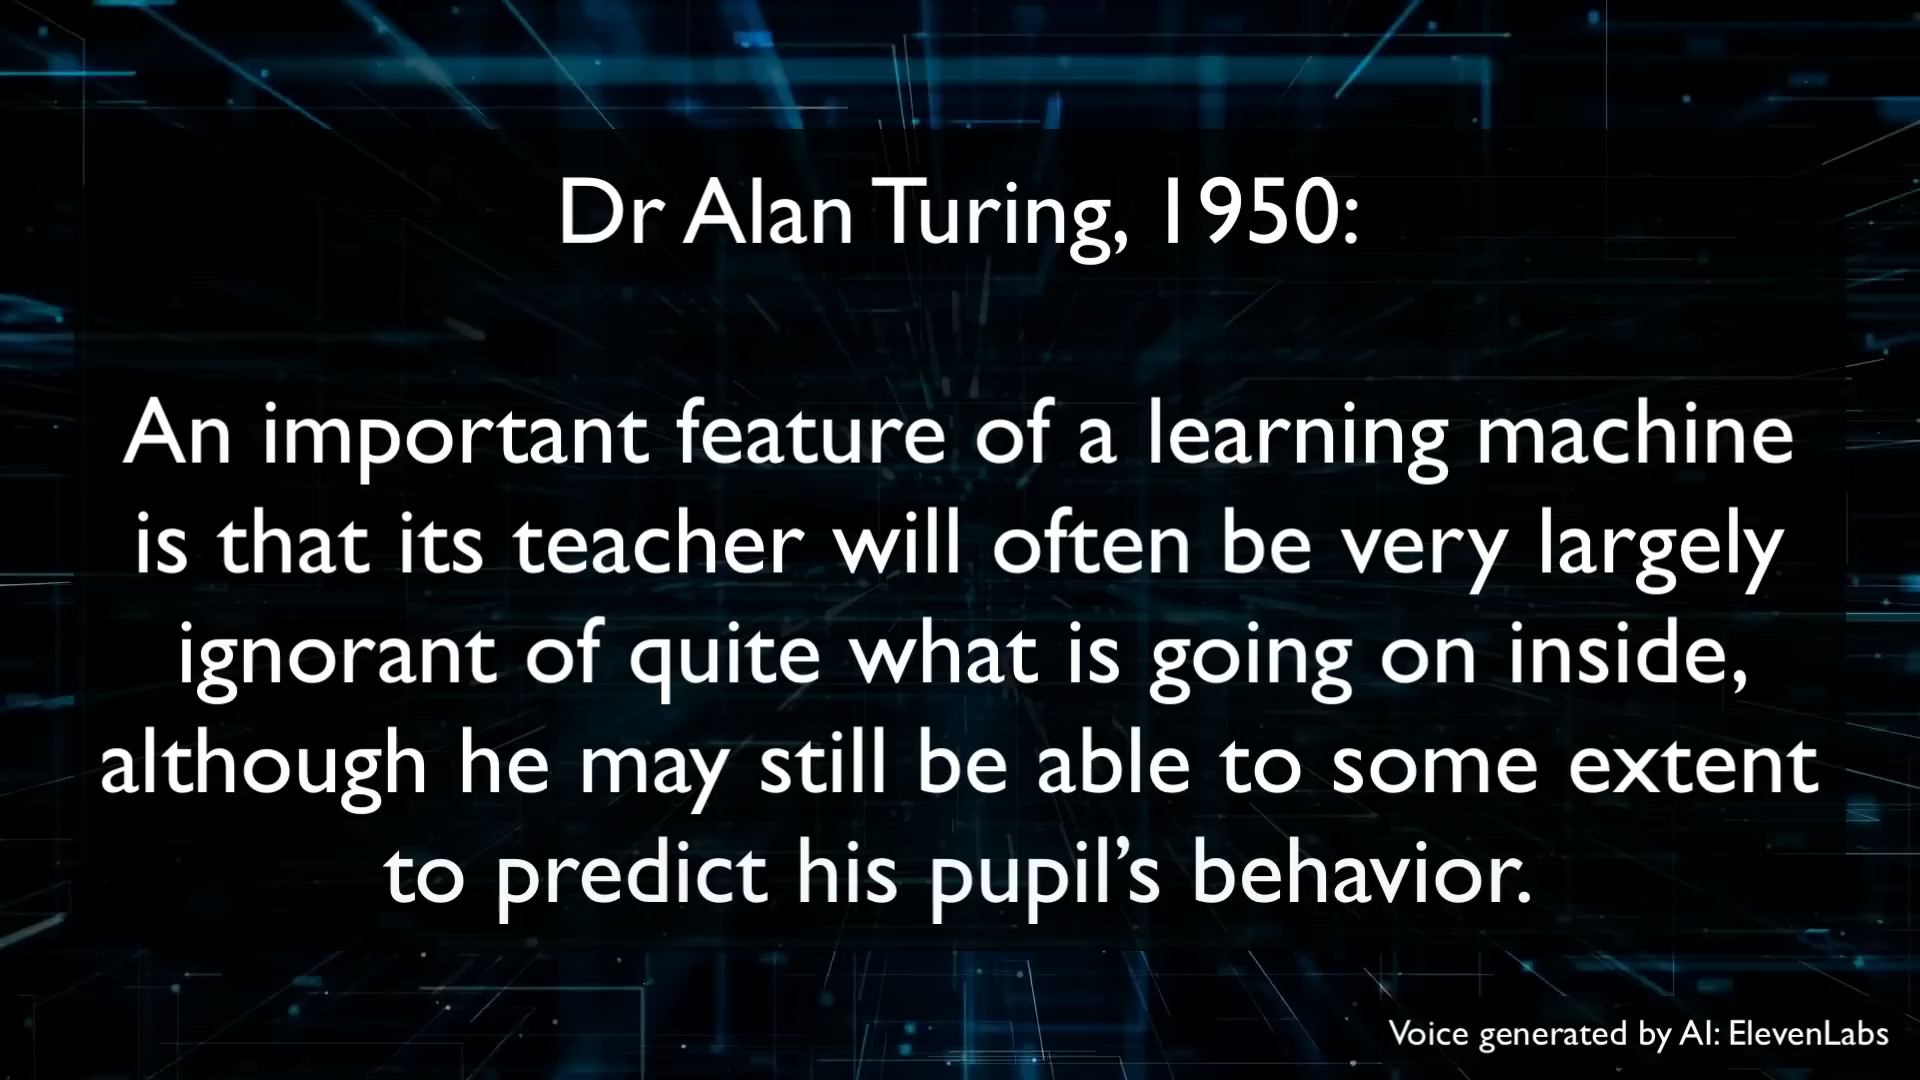 Dr Alan Turing, 1950:
An important feature of a learning machine
is that its teacher will often be very largely
ignorant of quite what is going on inside,
although he may still be able to some extent
to predict his pupil’s behavior.
Voice generated by AI: ElevenLabs